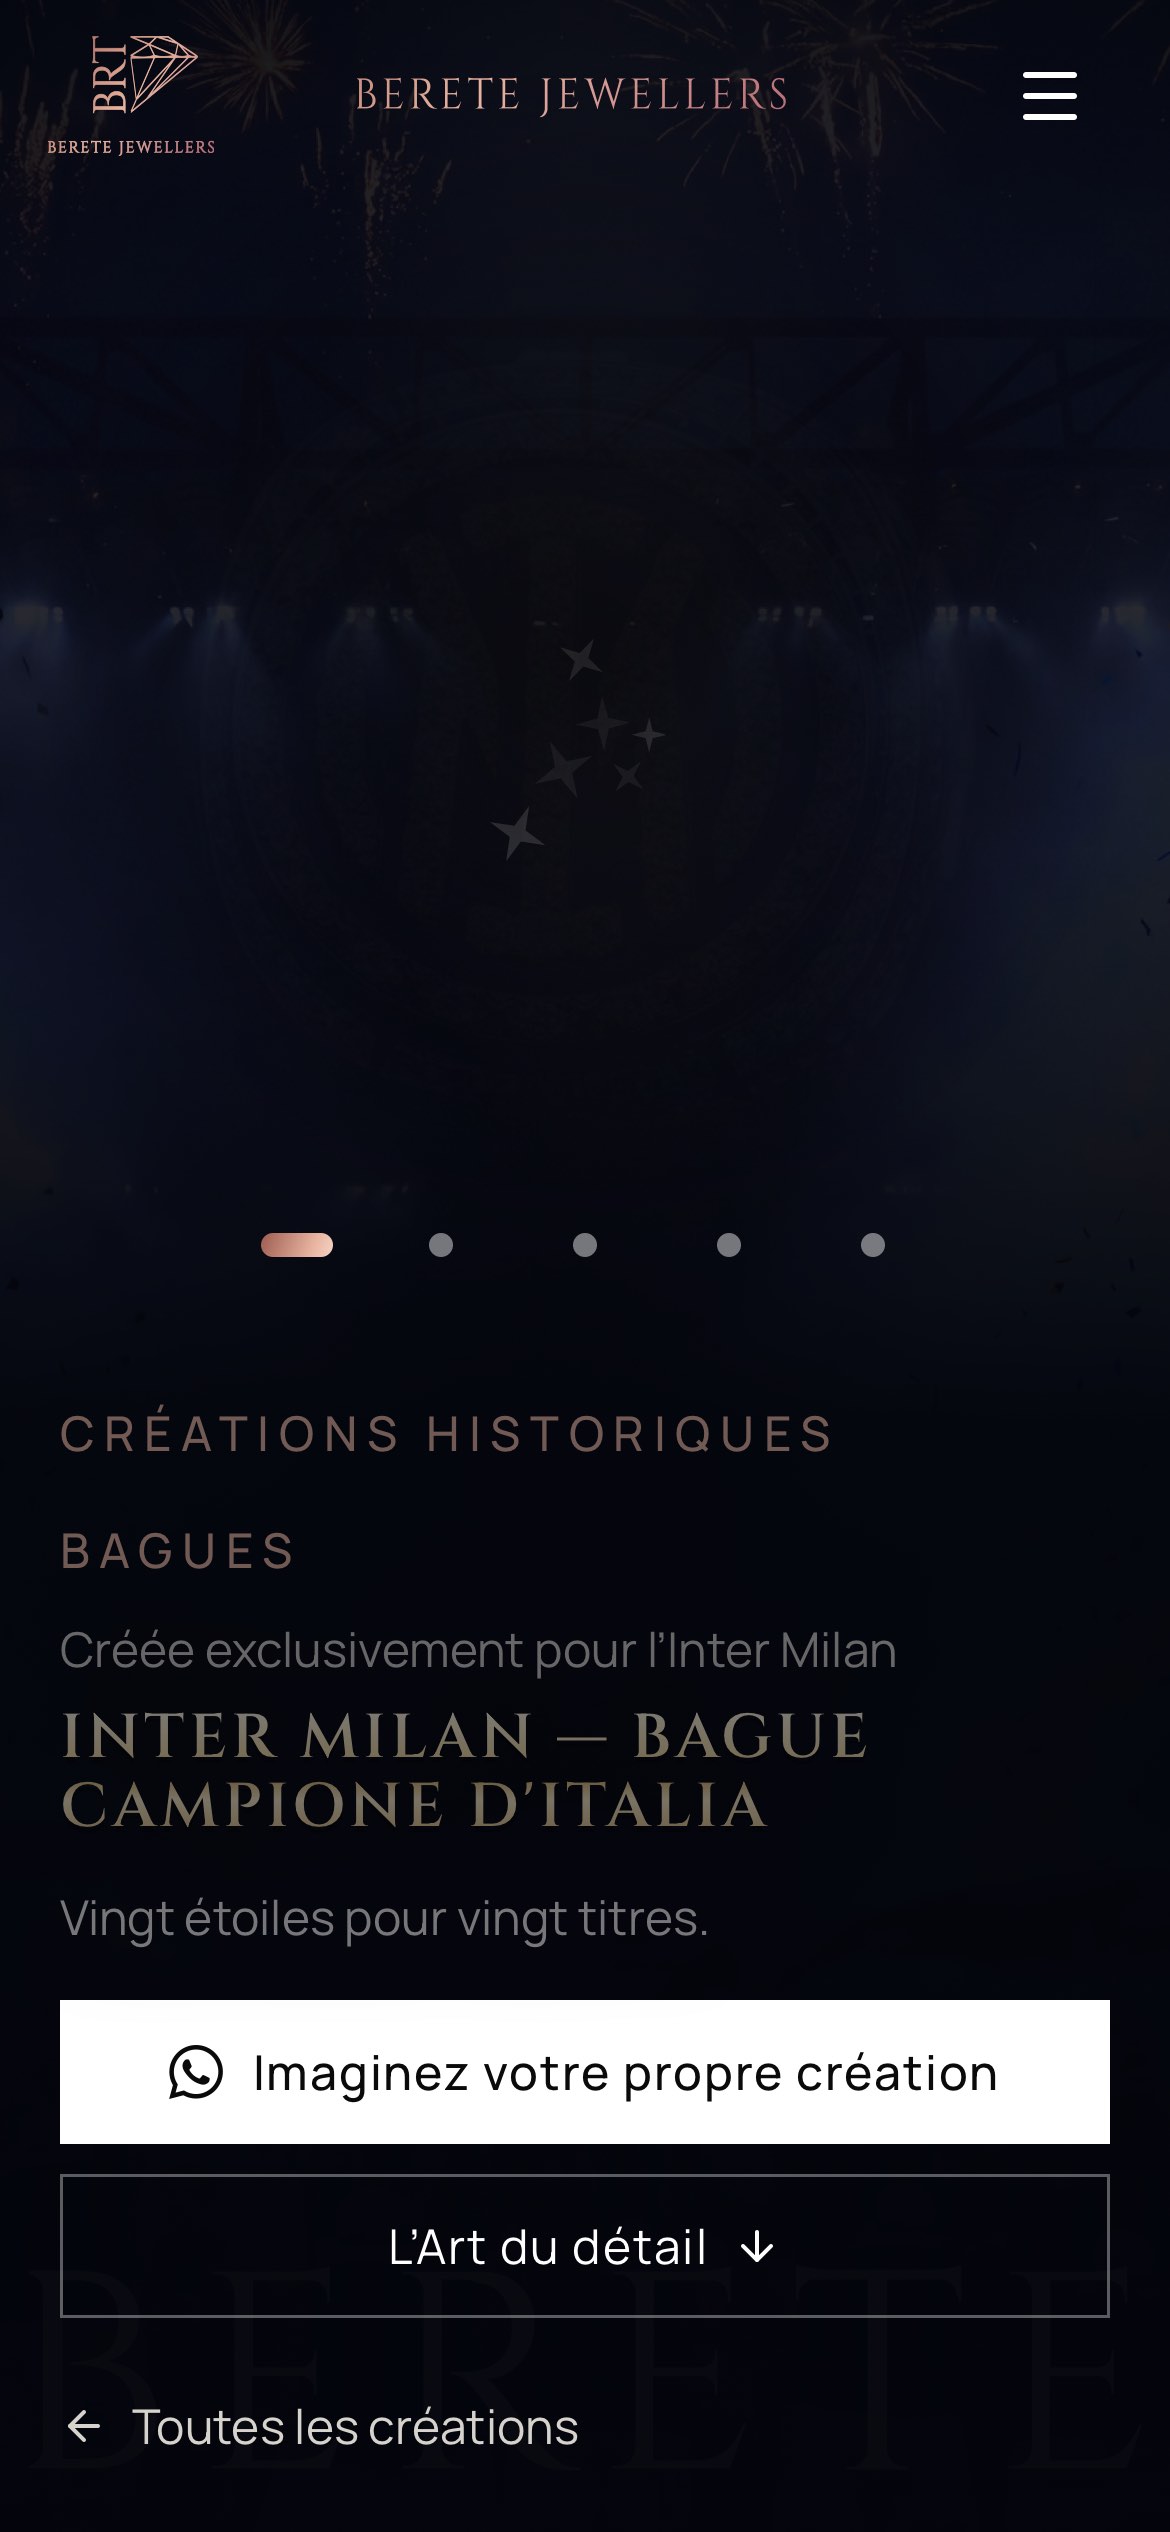 BRT
BERETE JEWELLERS
BERETE JEWELLERS
CRÉATIONS HISTORIQUES
BAGUES
Créée exclusivement pour l’Inter Milan
INTER MILAN — BAGUE
CAMPIONE D'ITALIA
Vingt étoiles pour vingt titres.
Imaginez votre propre création
L’Art du détail ↓
BERETE
← Toutes les créations